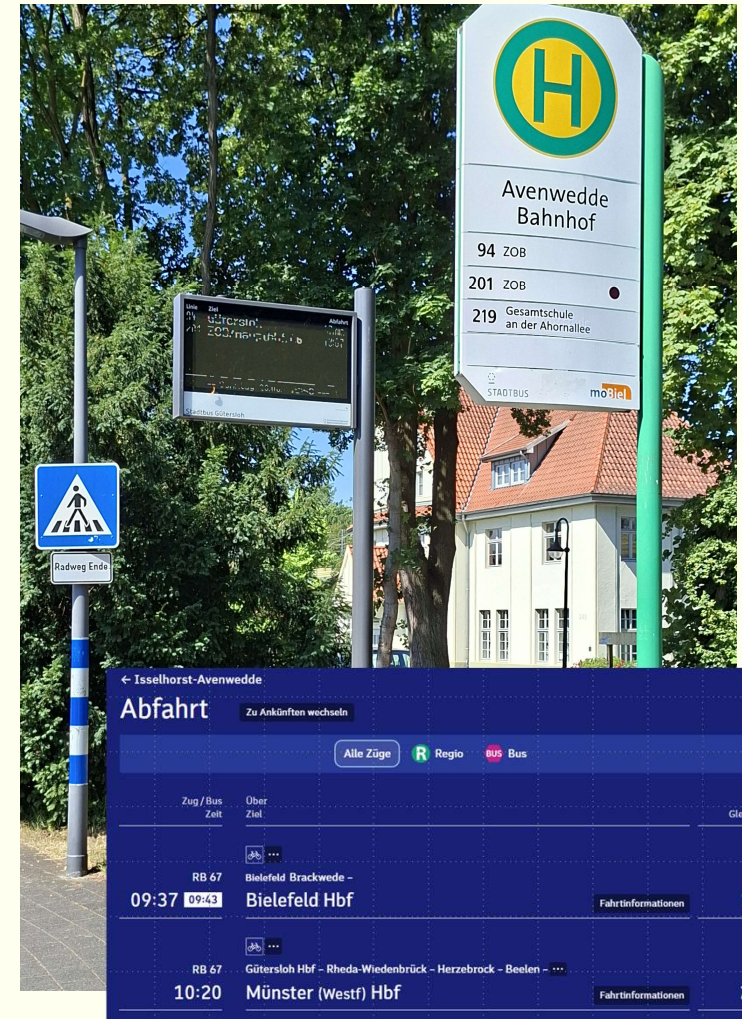 H
Avenwedde
Bahnhof
94 ZOB
201 ZOB
219 Gesamtschule
an der Ahornallee
STADTBUS
moBiel
Linie Ziel Abfahrt
Stadtbus Gütersloh
Radweg Ende
← Isselhorst-Avenwedde
Abfahrt Zu Ankünften wechseln
Alle Züge R Regio BUS Bus
Zug / Bus Über
Zeit Ziel
RB 67 Bielefeld Brackwede –
09:37 09:43 Bielefeld Hbf Fahrtinformationen
RB 67 Gütersloh Hbf – Rheda-Wiedenbrück – Herzebrock – Beelen – ...
10:20 Münster (Westf) Hbf Fahrtinformationen